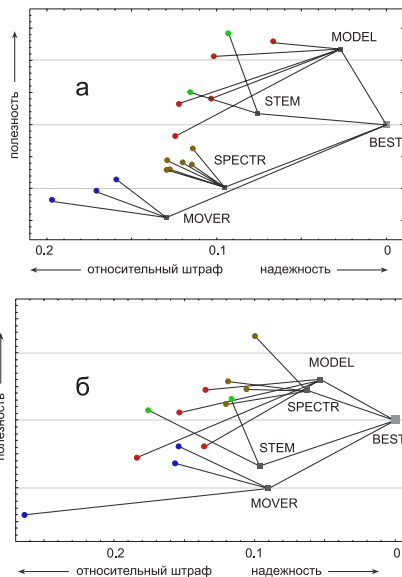 MODEL
а
STEM
полезность
BEST
SPECTR
MOVER
0.2 0.1 0
относительный штраф надежность
MODEL
б
SPECTR
полезность
STEM
BEST
MOVER
0.2 0.1 0
относительный штраф надежность